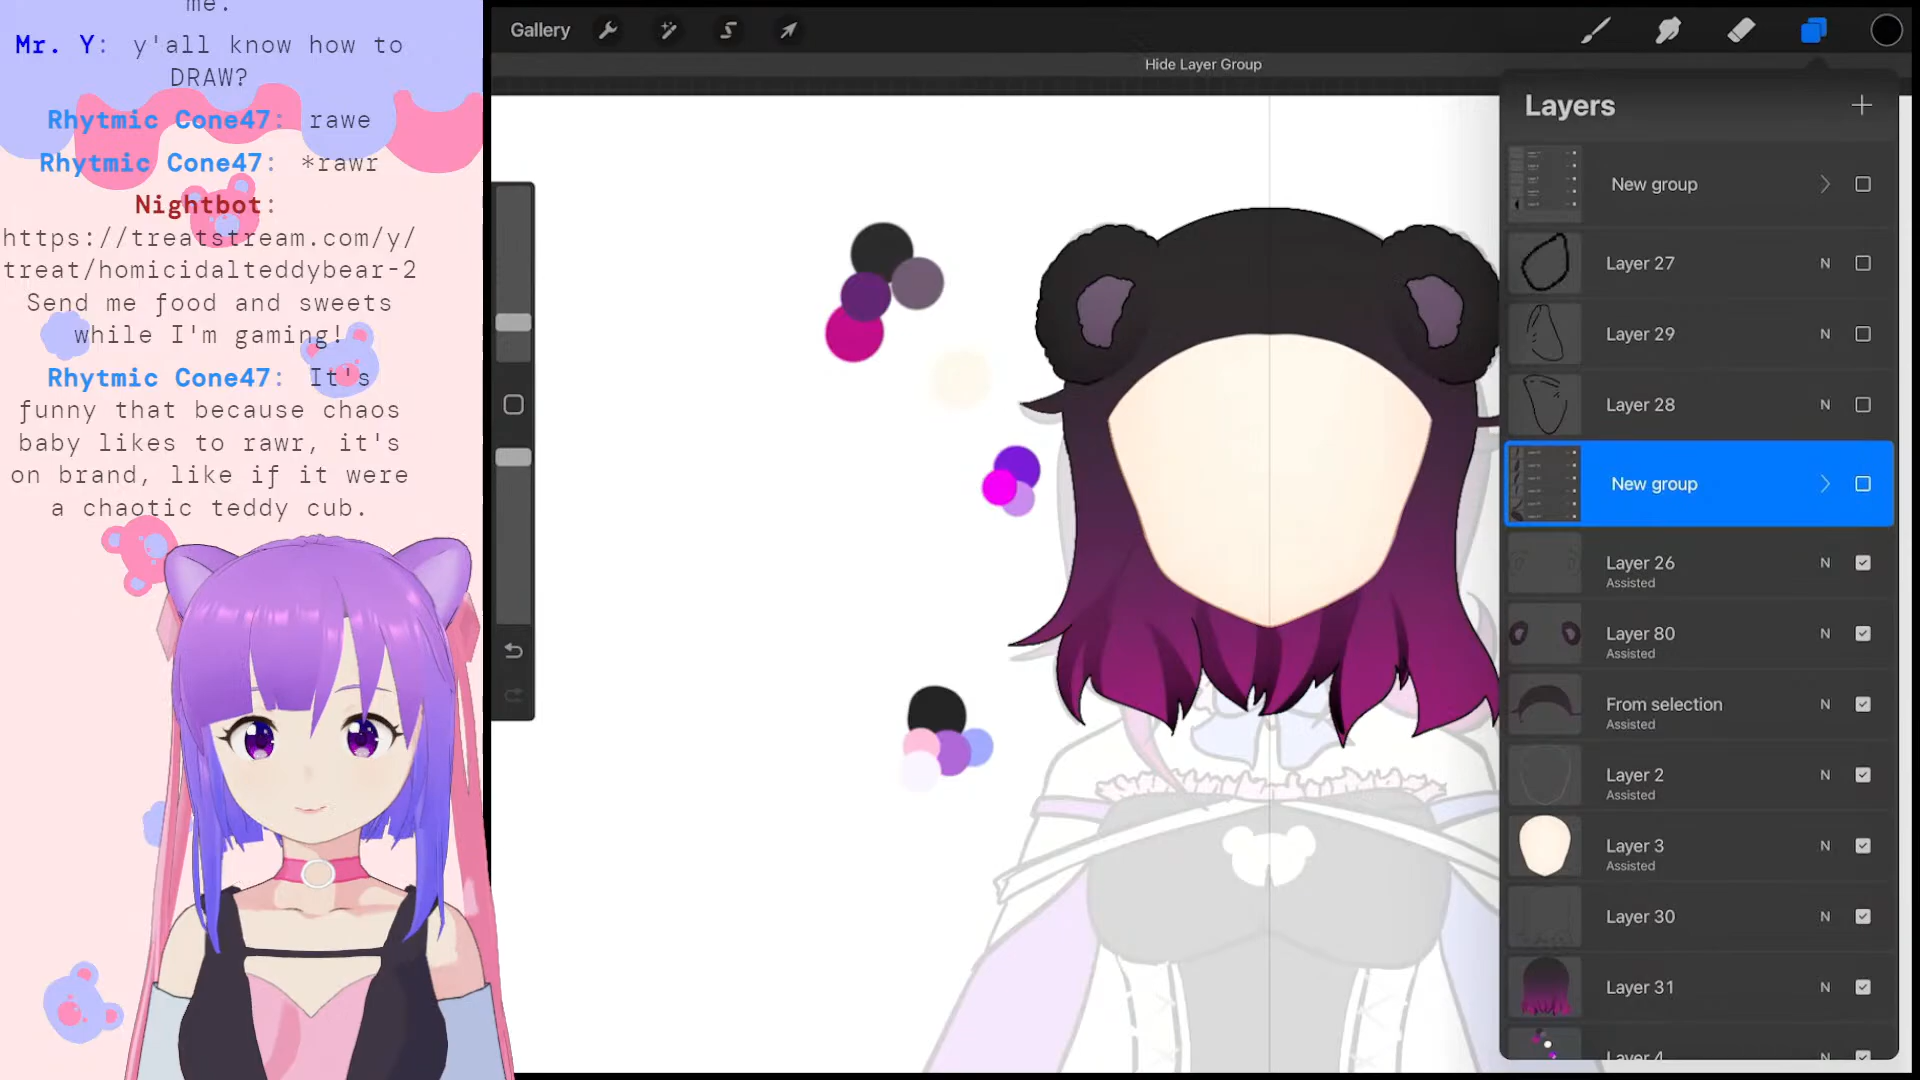 me.
Mr. Y: y'all know how to
DRAW?
Rhytmic Cone47: rawe
Rhytmic Cone47: *rawr
Nightbot:
https://treatstream.com/y/
treat/homicidalteddybear-2
Send me food and sweets
while I'm gaming!
Rhytmic Cone47: It's
funny that because chaos
baby likes to rawr, it's
on brand, like if it were
a chaotic teddy cub.
Gallery
Hide Layer Group
Layers
New group
Layer 27 N
Layer 29 N
Layer 28 N
New group
Layer 26 N
Assisted
Layer 80 N
Assisted
From selection N
Assisted
Layer 2 N
Assisted
Layer 3 N
Assisted
Layer 30 N
Layer 31 N
Layer 4 N